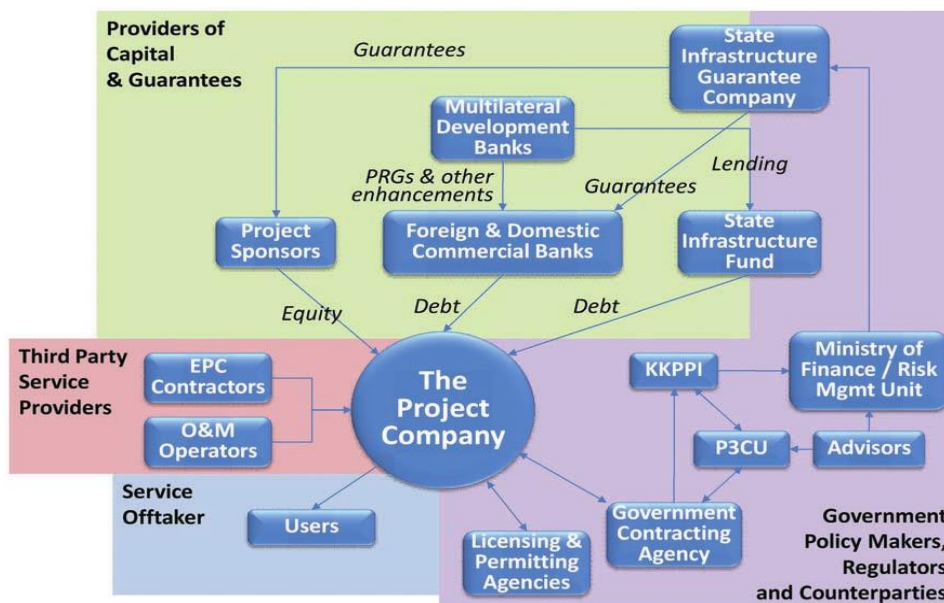 Providers of
Capital
& Guarantees
Guarantees
State
Infrastructure
Guarantee
Company
Multilateral
Development
Banks
PRGs & other
enhancements
Guarantees
Lending
Project
Sponsors
Foreign & Domestic
Commercial Banks
State
Infrastructure
Fund
Equity
Debt
Debt
Third Party
Service
Providers
EPC
Contractors
O&M
Operators
The
Project
Company
KKPPI
Ministry of
Finance / Risk
Mgmt Unit
P3CU
Advisors
Service
Offtaker
Users
Licensing &
Permitting
Agencies
Government
Contracting
Agency
Government
Policy Makers,
Regulators
and Counterparties